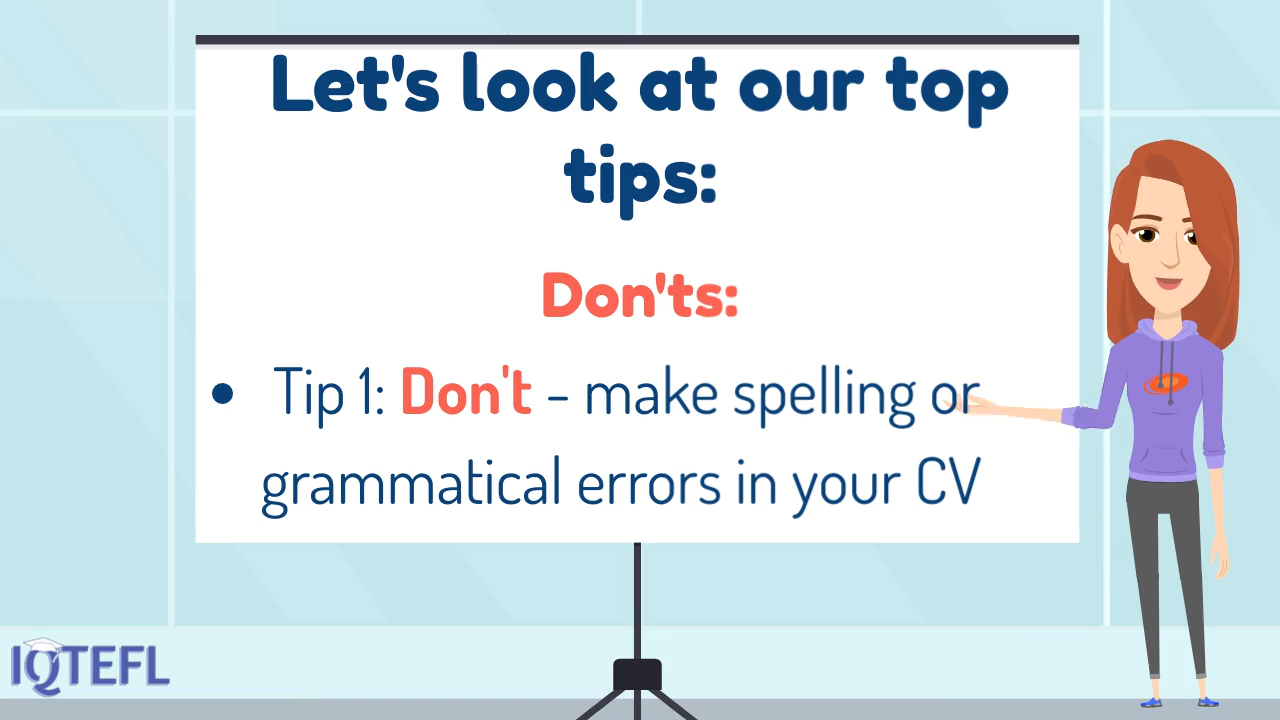 Let's look at our top
tips:
Don'ts:
• Tip 1: Don't - make spelling or
grammatical errors in your CV
IQTEFL